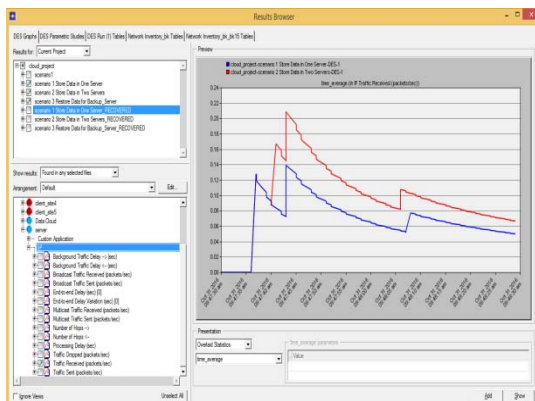 Results Browser
DES Graphs
DES Parametric Studies
DES Run (1) Tables
Network Inventory_bk Tables
Network Inventory_bk 15 Tables
Results for:
Current Project
cloud_project
scenario1
scenario 1 Store Data in One Server
scenario 2 Store Data in Two Servers
scenario 3 Restore Data for Backup_Server
scenario 1 Store Data in One Server_RECOVERED
scenario 2 Store Data in Two Servers_RECOVERED
scenario 3 Restore Data for Backup_Server_RECOVERED
Show results:
Found in any selected files
Arrangement:
Default
Edit...
client_site4
client_site5
Data Cloud
server
Custom Application
Background Traffic Delay -> (sec)
Background Traffic Delay <- (sec)
Broadcast Traffic Received (packets/sec)
Broadcast Traffic Sent (packets/sec)
End-to-end Delay (sec) [0]
End-to-end Delay Variation (sec) [0]
Multicast Traffic Received (packets/sec)
Multicast Traffic Sent (packets/sec)
Number of Hops ->
Number of Hops <-
Processing Delay (sec)
Traffic Dropped (packets/sec)
Traffic Received (packets/sec)
Traffic Sent (packets/sec)
Ignore Views
Unselect All
Preview
cloud_project-scenario 1 Store Data in One Server-DES-1
cloud_project-scenario 2 Store Data in Two Servers-DES-1
time_average (in IP.Traffic Received (packets/sec))
0.24
0.22
0.20
0.18
0.16
0.14
0.12
0.10
0.08
0.06
0.04
0.02
0.00
Presentation
Overlaid Statistics
time_average
'time_average' parameters
Value
Add
Show